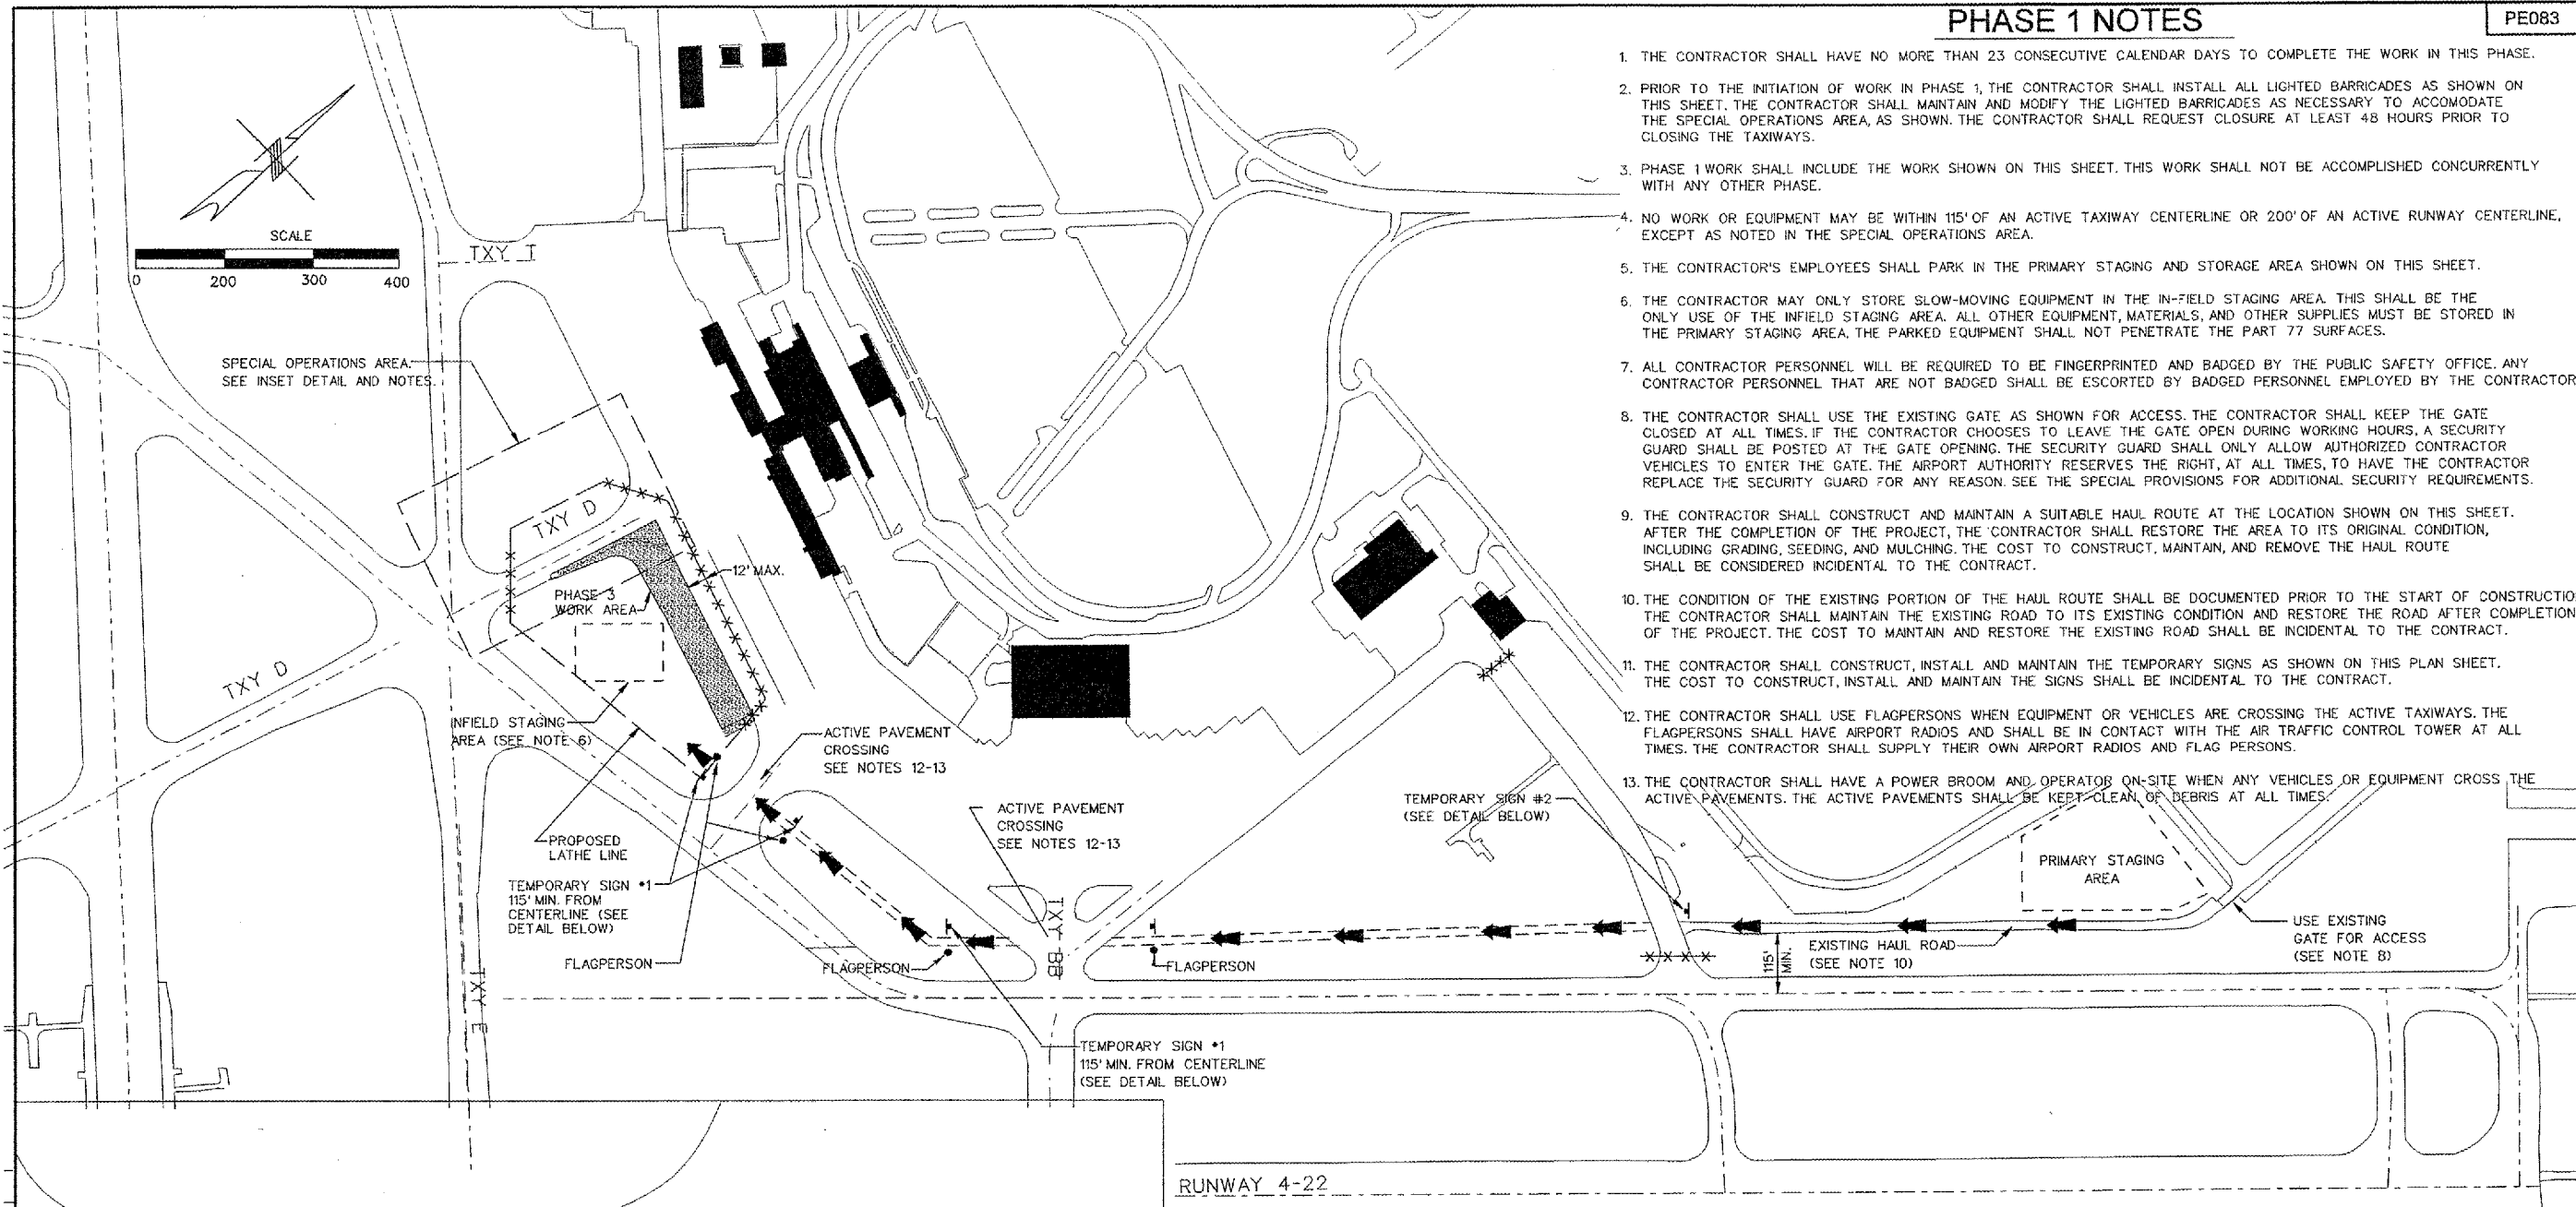 PHASE 1 NOTES
PE083
1. THE CONTRACTOR SHALL HAVE NO MORE THAN 23 CONSECUTIVE CALENDAR DAYS TO COMPLETE THE WORK IN THIS PHASE.
2. PRIOR TO THE INITIATION OF WORK IN PHASE 1, THE CONTRACTOR SHALL INSTALL ALL LIGHTED BARRICADES AS SHOWN ON
THIS SHEET. THE CONTRACTOR SHALL MAINTAIN AND MODIFY THE LIGHTED BARRICADES AS NECESSARY TO ACCOMODATE
THE SPECIAL OPERATIONS AREA, AS SHOWN. THE CONTRACTOR SHALL REQUEST CLOSURE AT LEAST 48 HOURS PRIOR TO
CLOSING THE TAXIWAYS.
3. PHASE 1 WORK SHALL INCLUDE THE WORK SHOWN ON THIS SHEET. THIS WORK SHALL NOT BE ACCOMPLISHED CONCURRENTLY
WITH ANY OTHER PHASE.
4. NO WORK OR EQUIPMENT MAY BE WITHIN 115' OF AN ACTIVE TAXIWAY CENTERLINE OR 200' OF AN ACTIVE RUNWAY CENTERLINE,
EXCEPT AS NOTED IN THE SPECIAL OPERATIONS AREA.
5. THE CONTRACTOR'S EMPLOYEES SHALL PARK IN THE PRIMARY STAGING AND STORAGE AREA SHOWN ON THIS SHEET.
6. THE CONTRACTOR MAY ONLY STORE SLOW-MOVING EQUIPMENT IN THE IN-FIELD STAGING AREA. THIS SHALL BE THE
ONLY USE OF THE INFIELD STAGING AREA. ALL OTHER EQUIPMENT, MATERIALS, AND OTHER SUPPLIES MUST BE STORED IN
THE PRIMARY STAGING AREA. THE PARKED EQUIPMENT SHALL NOT PENETRATE THE PART 77 SURFACES.
7. ALL CONTRACTOR PERSONNEL WILL BE REQUIRED TO BE FINGERPRINTED AND BADGED BY THE PUBLIC SAFETY OFFICE. ANY
CONTRACTOR PERSONNEL THAT ARE NOT BADGED SHALL BE ESCORTED BY BADGED PERSONNEL EMPLOYED BY THE CONTRACTOR
8. THE CONTRACTOR SHALL USE THE EXISTING GATE AS SHOWN FOR ACCESS. THE CONTRACTOR SHALL KEEP THE GATE
CLOSED AT ALL TIMES. IF THE CONTRACTOR CHOOSES TO LEAVE THE GATE OPEN DURING WORKING HOURS, A SECURITY
GUARD SHALL BE POSTED AT THE GATE OPENING. THE SECURITY GUARD SHALL ONLY ALLOW AUTHORIZED CONTRACTOR
VEHICLES TO ENTER THE GATE. THE AIRPORT AUTHORITY RESERVES THE RIGHT, AT ALL TIMES, TO HAVE THE CONTRACTOR
REPLACE THE SECURITY GUARD FOR ANY REASON. SEE THE SPECIAL PROVISIONS FOR ADDITIONAL SECURITY REQUIREMENTS.
9. THE CONTRACTOR SHALL CONSTRUCT AND MAINTAIN A SUITABLE HAUL ROUTE AT THE LOCATION SHOWN ON THIS SHEET.
AFTER THE COMPLETION OF THE PROJECT, THE CONTRACTOR SHALL RESTORE THE AREA TO ITS ORIGINAL CONDITION,
INCLUDING GRADING, SEEDING, AND MULCHING. THE COST TO CONSTRUCT, MAINTAIN, AND REMOVE THE HAUL ROUTE
SHALL BE CONSIDERED INCIDENTAL TO THE CONTRACT.
10. THE CONDITION OF THE EXISTING PORTION OF THE HAUL ROUTE SHALL BE DOCUMENTED PRIOR TO THE START OF CONSTRUCTIO
THE CONTRACTOR SHALL MAINTAIN THE EXISTING ROAD TO ITS EXISTING CONDITION AND RESTORE THE ROAD AFTER COMPLETION
OF THE PROJECT. THE COST TO MAINTAIN AND RESTORE THE EXISTING ROAD SHALL BE INCIDENTAL TO THE CONTRACT.
11. THE CONTRACTOR SHALL CONSTRUCT, INSTALL AND MAINTAIN THE TEMPORARY SIGNS AS SHOWN ON THIS PLAN SHEET.
THE COST TO CONSTRUCT, INSTALL AND MAINTAIN THE SIGNS SHALL BE INCIDENTAL TO THE CONTRACT.
12. THE CONTRACTOR SHALL USE FLAGPERSONS WHEN EQUIPMENT OR VEHICLES ARE CROSSING THE ACTIVE TAXIWAYS. THE
FLAGPERSONS SHALL HAVE AIRPORT RADIOS AND SHALL BE IN CONTACT WITH THE AIR TRAFFIC CONTROL TOWER AT ALL
TIMES. THE CONTRACTOR SHALL SUPPLY THEIR OWN AIRPORT RADIOS AND FLAG PERSONS.
13. THE CONTRACTOR SHALL HAVE A POWER BROOM AND OPERATOR ON-SITE WHEN ANY VEHICLES OR EQUIPMENT CROSS THE
ACTIVE PAVEMENTS. THE ACTIVE PAVEMENTS SHALL BE KEPT CLEAN OF DEBRIS AT ALL TIMES.
SCALE
0 200 300 400
TXY T
SPECIAL OPERATIONS AREA.
SEE INSET DETAIL AND NOTES.
TXY D
12' MAX.
PHASE 3
WORK AREA
TXY D
INFIELD STAGING
AREA (SEE NOTE 6)
ACTIVE PAVEMENT
CROSSING
SEE NOTES 12-13
PROPOSED
LATHE LINE
TEMPORARY SIGN #1
115' MIN. FROM
CENTERLINE (SEE
DETAIL BELOW)
FLAGPERSON
ACTIVE PAVEMENT
CROSSING
SEE NOTES 12-13
TXY BB
FLAGPERSON
FLAGPERSON
TXY E
TEMPORARY SIGN #1
115' MIN. FROM CENTERLINE
(SEE DETAIL BELOW)
TEMPORARY SIGN #2
(SEE DETAIL BELOW)
PRIMARY STAGING
AREA
115'
MIN.
EXISTING HAUL ROAD
(SEE NOTE 10)
USE EXISTING
GATE FOR ACCESS
(SEE NOTE 8)
RUNWAY 4-22